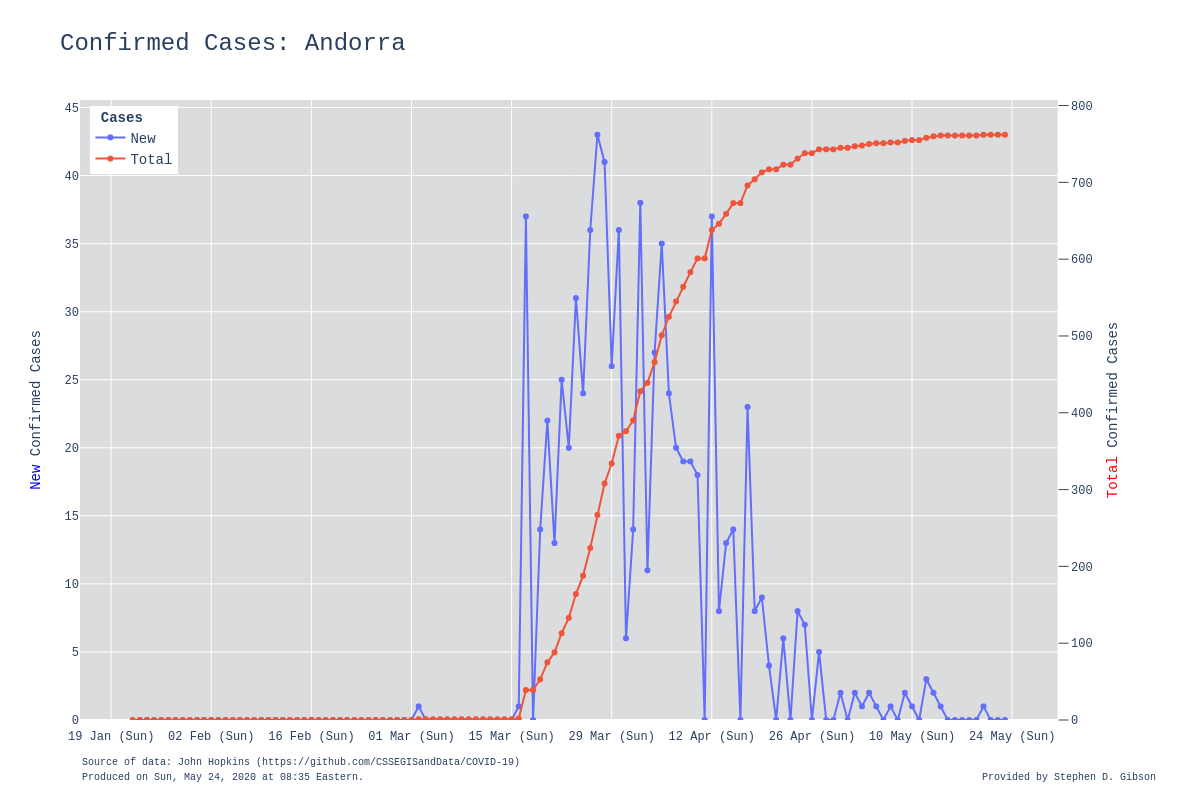 Confirmed Cases: Andorra
Cases
New
Total
45
40
35
30
25
20
15
10
5
0
800
700
600
500
400
300
200
100
0
New Confirmed Cases
Total Confirmed Cases
19 Jan (Sun) 02 Feb (Sun) 16 Feb (Sun) 01 Mar (Sun) 15 Mar (Sun) 29 Mar (Sun) 12 Apr (Sun) 26 Apr (Sun) 10 May (Sun) 24 May (Sun)
Source of data: John Hopkins (https://github.com/CSSEGISandData/COVID-19)
Produced on Sun, May 24, 2020 at 08:35 Eastern.
Provided by Stephen D. Gibson